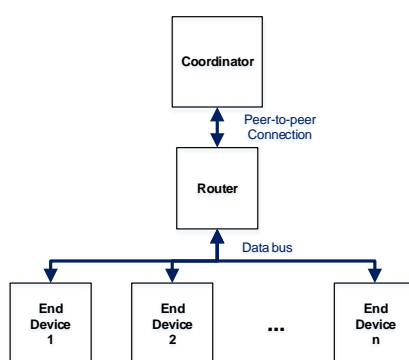 Coordinator
Peer-to-peer
Connection
Router
Data bus
End
Device
1
End
Device
2
...
End
Device
n